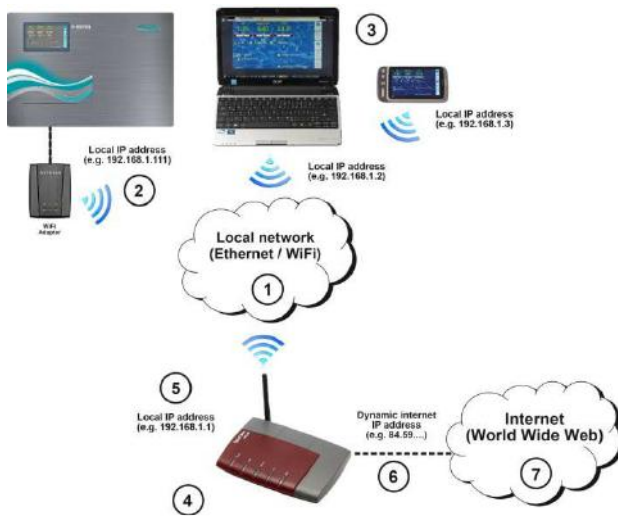 3
Local IP address
(e.g. 192.168.1.3)
Local IP address
(e.g. 192.168.1.111)
2
WiFi
Adapter
Local IP address
(e.g. 192.168.1.2)
Local network
(Ethernet / WiFi)
1
5
Local IP address
(e.g. 192.168.1.1)
4
Dynamic internet
IP address
(e.g. 84.59....)
6
Internet
(World Wide Web)
7